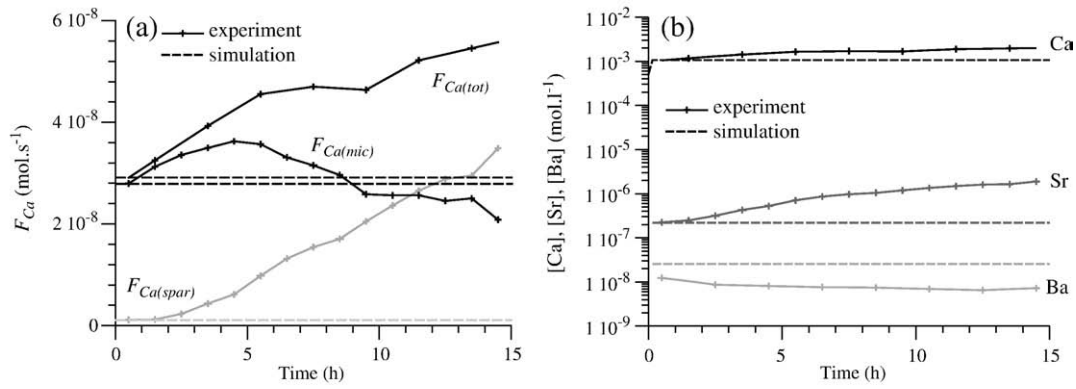 (a)
experiment
simulation
F_Ca(tot)
F_Ca(mic)
F_Ca(spar)
F_Ca (mol.s⁻¹)
6 10⁻⁸
4 10⁻⁸
2 10⁻⁸
0
0 5 10 15
Time (h)
(b)
Ca
experiment
simulation
Sr
Ba
[Ca], [Sr], [Ba] (mol.l⁻¹)
1 10⁻²
1 10⁻³
1 10⁻⁴
1 10⁻⁵
1 10⁻⁶
1 10⁻⁷
1 10⁻⁸
1 10⁻⁹
0 5 10 15
Time (h)